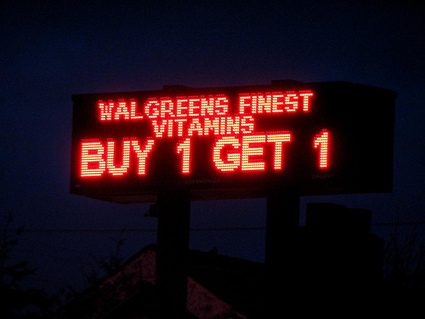 WALGREENS FINEST
VITAMINS
BUY 1 GET 1